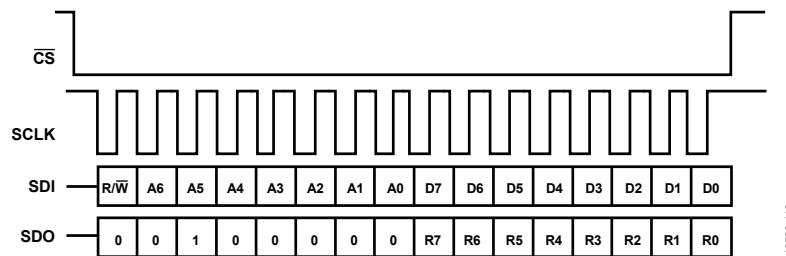 C̅S̅
SCLK
SDI R/W̅ A6 A5 A4 A3 A2 A1 A0 D7 D6 D5 D4 D3 D2 D1 D0
SDO 0 0 1 0 0 0 0 0 R7 R6 R5 R4 R3 R2 R1 R0